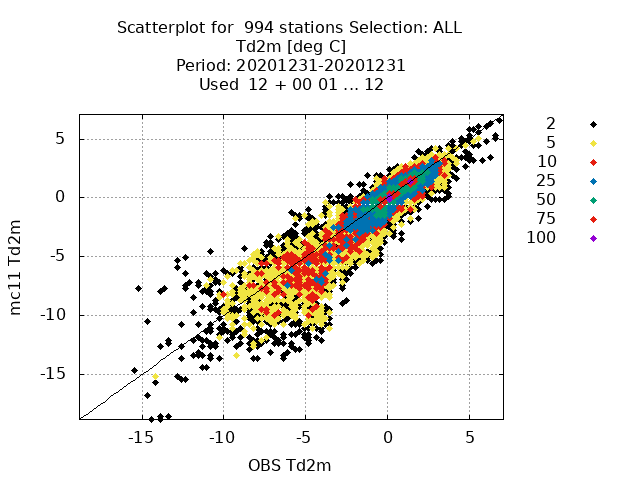 Scatterplot for  994 stations Selection: ALL
Td2m [deg C]
Period: 20201231-20201231
Used  12 + 00 01 ... 12
2
5
10
25
50
75
100
5
0
-5
-10
-15
mc11 Td2m
-15 -10 -5 0 5
OBS Td2m